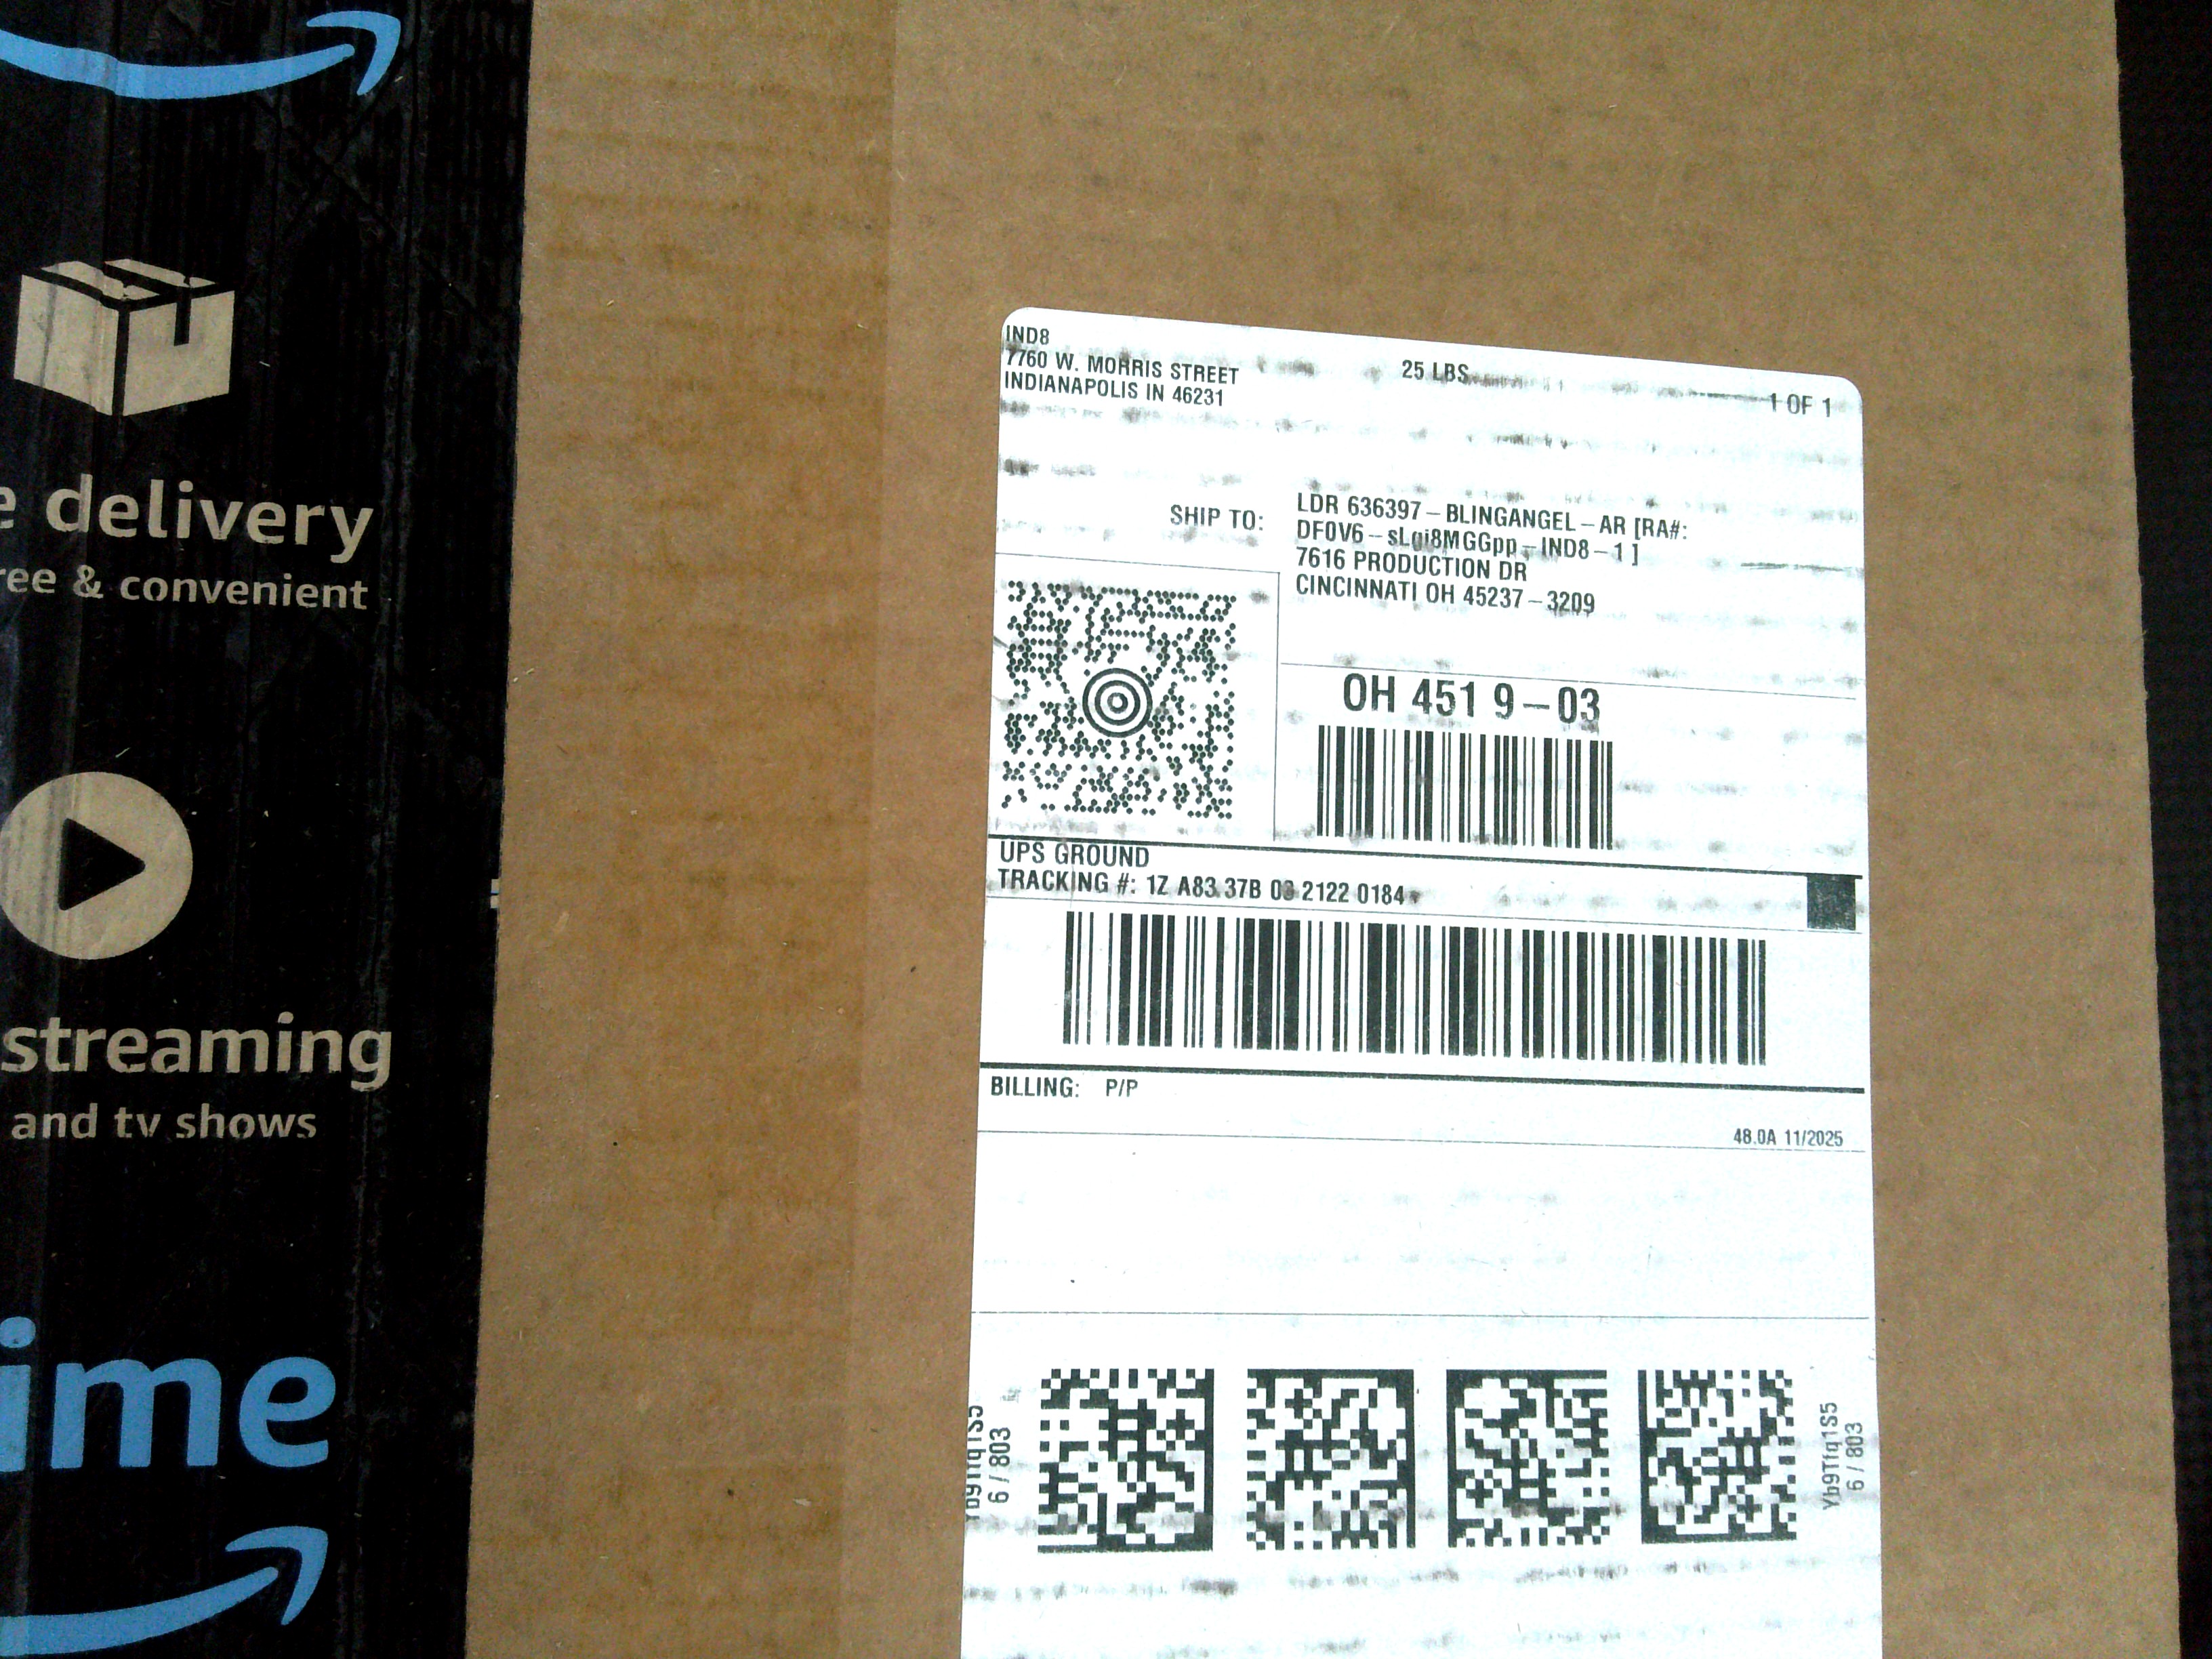 e delivery
ree & convenient
streaming
and tv shows
ime
IND8
7760 W. MORRIS STREET
INDIANAPOLIS IN 46231
25 LBS
1 OF 1
SHIP TO:
LDR 636397 – BLINGANGEL – AR [RA#:
DF0V6 – sLqi8MGGpp – IND8 – 1 ]
7616 PRODUCTION DR
CINCINNATI OH 45237 – 3209
OH 451 9 – 03
UPS GROUND
TRACKING #: 1Z A83 37B 03 2122 0184
BILLING: P/P
48.0A 11/2025
6 / 803
Yb9Tfq1S5
6 / 803